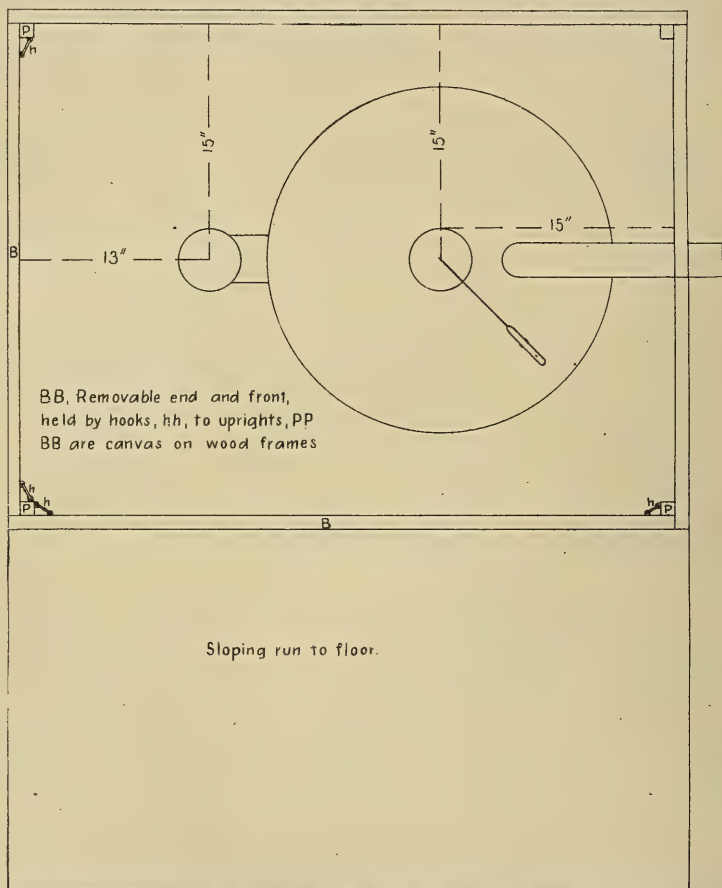 P
h
15"
15"
15"
B
13"
BB, Removable end and front,
held by hooks, hh, to uprights, PP
BB are canvas on wood frames
h
h
P
h
P
B
Sloping run to floor.